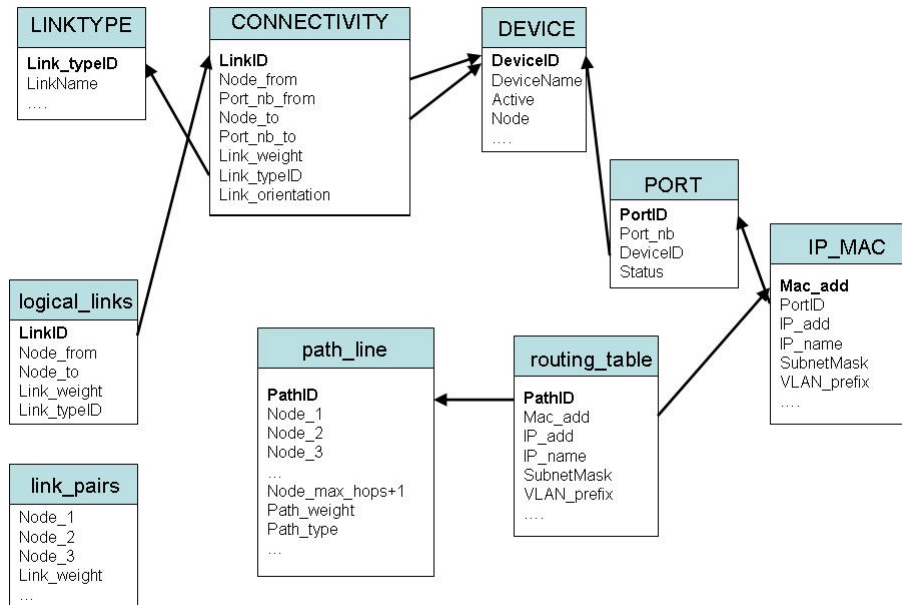 LINKTYPE
Link_typeID
LinkName
....
CONNECTIVITY
LinkID
Node_from
Port_nb_from
Node_to
Port_nb_to
Link_weight
Link_typeID
Link_orientation
DEVICE
DeviceID
DeviceName
Active
Node
....
PORT
PortID
Port_nb
DeviceID
Status
IP_MAC
Mac_add
PortID
IP_add
IP_name
SubnetMask
VLAN_prefix
....
logical_links
LinkID
Node_from
Node_to
Link_weight
Link_typeID
path_line
PathID
Node_1
Node_2
Node_3
...
Node_max_hops+1
Path_weight
Path_type
...
routing_table
PathID
Mac_add
IP_add
IP_name
SubnetMask
VLAN_prefix
....
link_pairs
Node_1
Node_2
Node_3
Link_weight
...